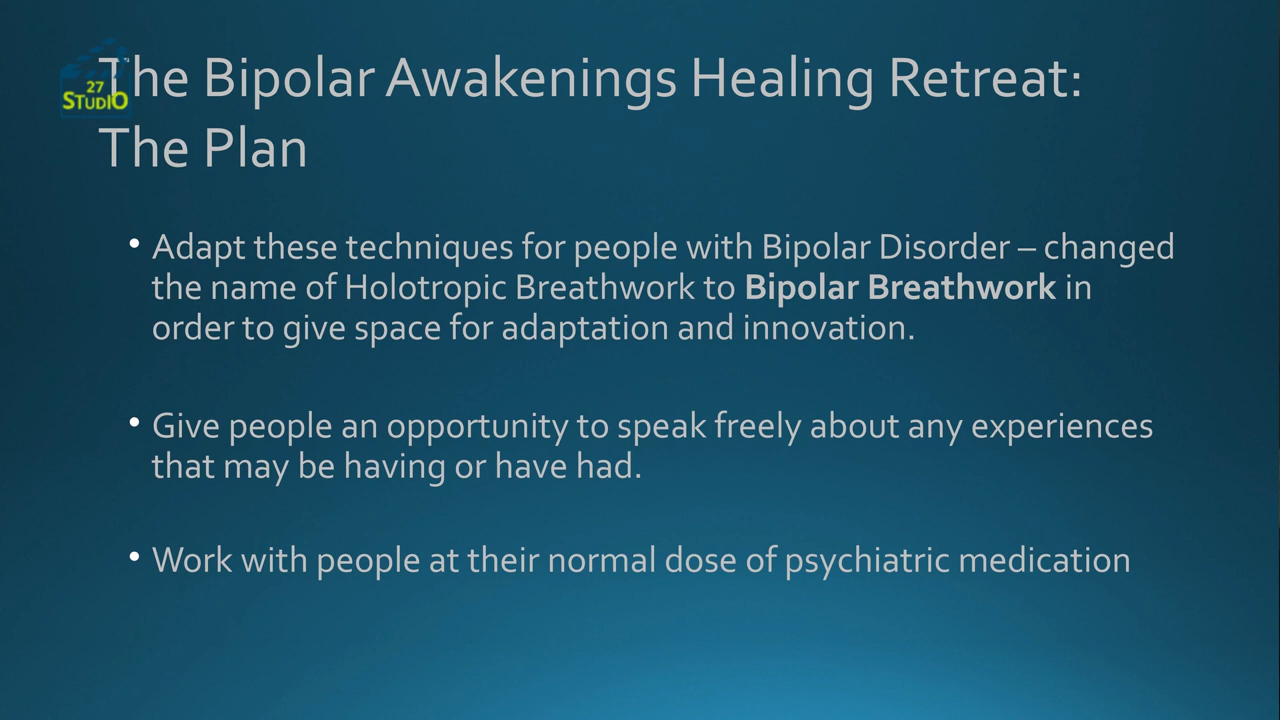 The Bipolar Awakenings Healing Retreat:
The Plan
27
STUDIO
• Adapt these techniques for people with Bipolar Disorder – changed
the name of Holotropic Breathwork to Bipolar Breathwork in
order to give space for adaptation and innovation.
• Give people an opportunity to speak freely about any experiences
that may be having or have had.
• Work with people at their normal dose of psychiatric medication